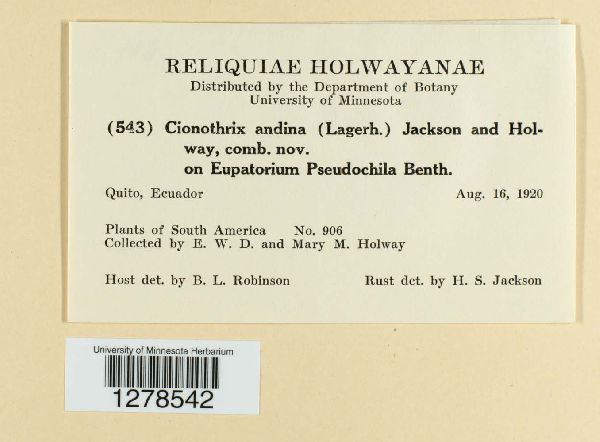 RELIQUIAE HOLWAYANAE
Distributed by the Department of Botany
University of Minnesota
(543) Cionothrix andina (Lagerh.) Jackson and Hol-
way, comb. nov.
on Eupatorium Pseudochila Benth.
Quito, Ecuador Aug. 16, 1920
Plants of South America No. 906
Collected by E. W. D. and Mary M. Holway
Host det. by B. L. Robinson Rust det. by H. S. Jackson
University of Minnesota Herbarium
1278542